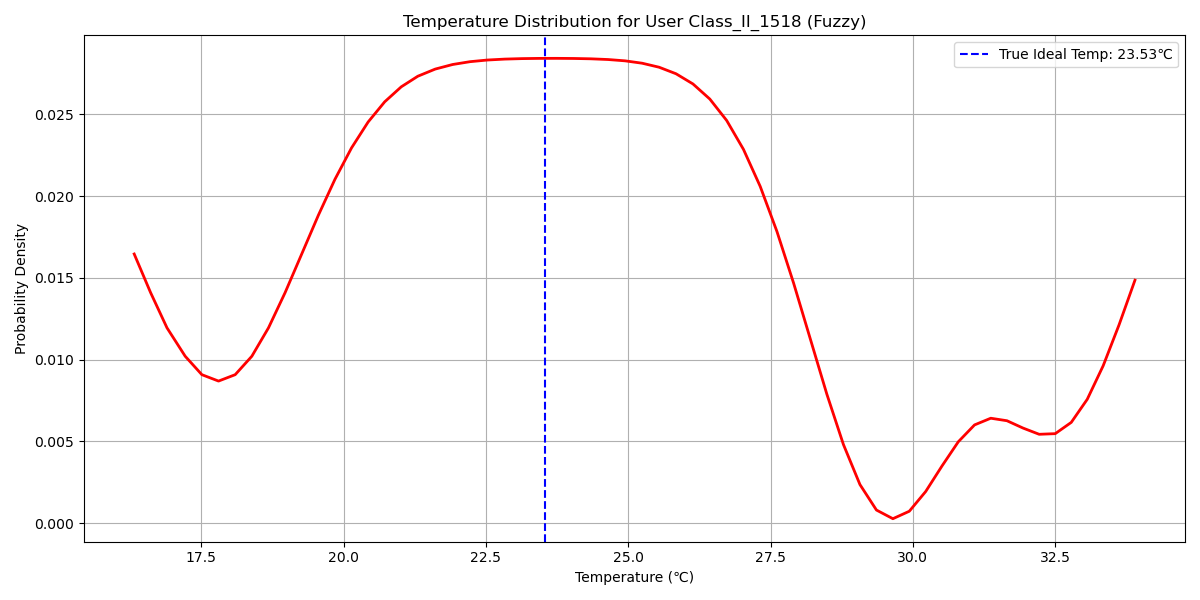 Temperature Distribution for User Class_II_1518 (Fuzzy)
True Ideal Temp: 23.53℃
Probability Density
0.025
0.020
0.015
0.010
0.005
0.000
17.5 20.0 22.5 25.0 27.5 30.0 32.5
Temperature (℃)